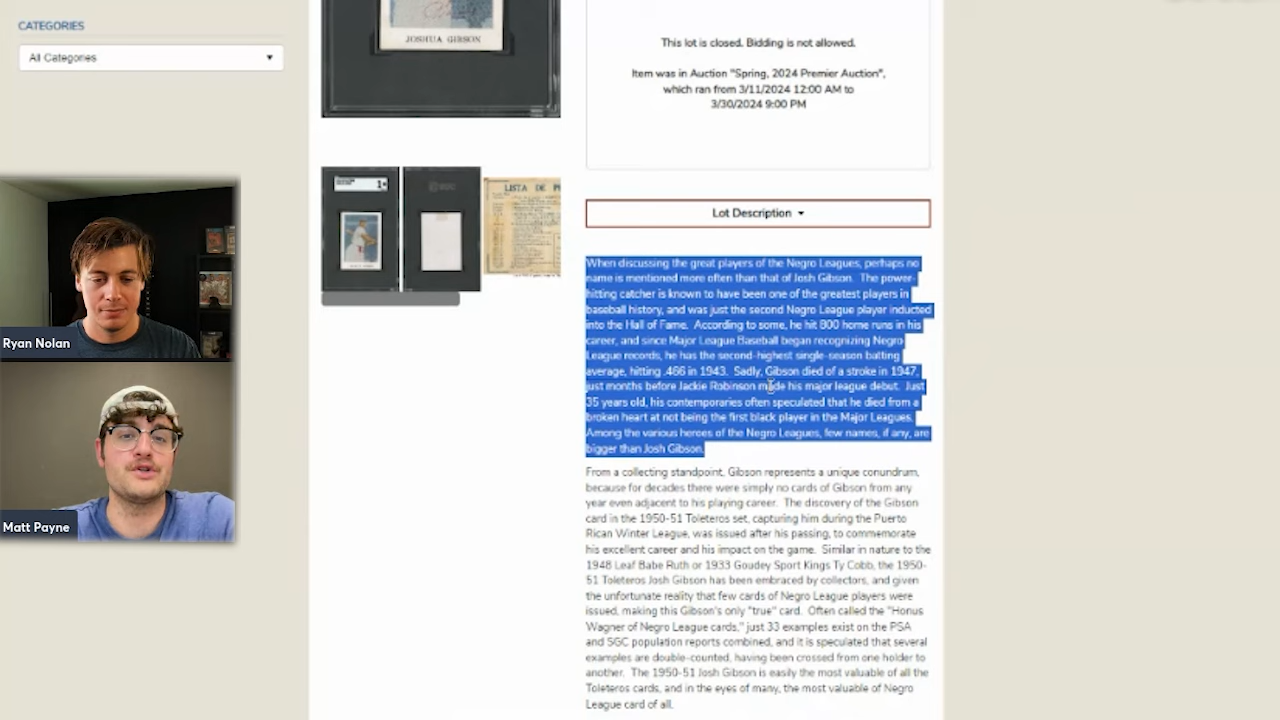 CATEGORIES
All Categories
JOSHUA GIBSON
This lot is closed. Bidding is not allowed.
Item was in Auction "Spring, 2024 Premier Auction",
which ran from 3/11/2024 12:00 AM to
3/30/2024 9:00 PM
LISTA DE
Lot Description
When discussing the great players of the Negro Leagues, perhaps no
name is mentioned more often than that of Josh Gibson. The power-
hitting catcher is known to have been one of the greatest players in
baseball history, and was just the second Negro League player inducted
into the Hall of Fame. According to some, he hit 800 home runs in his
career, and since Major League Baseball began recognizing Negro
League records, he has the second-highest single-season batting
average, hitting .466 in 1943. Sadly, Gibson died of a stroke in 1947,
just months before Jackie Robinson made his major league debut. Just
35 years old, his contemporaries often speculated that he died from a
broken heart at not being the first black player in the Major Leagues.
Among the various heroes of the Negro Leagues, few names, if any, are
bigger than Josh Gibson.
From a collecting standpoint, Gibson represents a unique conundrum,
because for decades there were simply no cards of Gibson from any
year even adjacent to his playing career. The discovery of the Gibson
card in the 1950-51 Toleteros set, capturing him during the Puerto
Rican Winter League, was issued after his passing, to commemorate
his excellent career and his impact on the game. Similar in nature to the
1948 Leaf Babe Ruth or 1933 Goudey Sport Kings Ty Cobb, the 1950-
51 Toleteros Josh Gibson has been embraced by collectors, and given
the unfortunate reality that few cards of Negro League players were
issued, making this Gibson's only "true" card. Often called the "Honus
Wagner of Negro League cards," just 33 examples exist on the PSA
and SGC population reports combined, and it is speculated that several
examples are double-counted, having been crossed from one holder to
another. The 1950-51 Josh Gibson is easily the most valuable of all the
Toleteros cards, and in the eyes of many, the most valuable of Negro
League card of all.
Ryan Nolan
Matt Payne